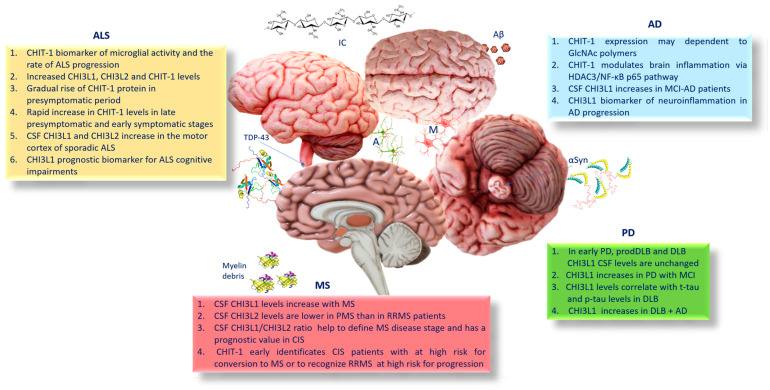 ALS
1. CHIT-1 biomarker of microglial activity and the
rate of ALS progression
2. Increased CHI3L1, CHI3L2 and CHIT-1 levels
3. Gradual rise of CHIT-1 protein in
presymptomatic period
4. Rapid increase in CHIT-1 levels in late
presymptomatic and early symptomatic stages
5. CSF CHI3L1 and CHI3L2 increase in the motor
cortex of sporadic ALS
6. CHI3L1 prognostic biomarker for ALS cognitive
impairments
IC
Aβ
AD
1. CHIT-1 expression may dependent to
GlcNAc polymers
2. CHIT-1 modulates brain inflammation via
HDAC3/NF-κB p65 pathway
3. CSF CHI3L1 increases in MCI-AD patients
4. CHI3L1 biomarker of neuroinflammation in
AD progression
TDP-43
A
M
αSyn
Myelin
debris
MS
1. CSF CHI3L1 levels increase with MS
2. CSF CHI3L2 levels are lower in PMS than in RRMS patients
3. CSF CHI3L1/CHI3L2 ratio help to define MS disease stage and has a
prognostic value in CIS
4. CHIT-1 early identificates CIS patients with at high risk for
conversion to MS or to recognize RRMS at high risk for progression
PD
1. In early PD, prodDLB and DLB
CHI3L1 CSF levels are unchanged
2. CHI3L1 increases in PD with MCI
3. CHI3L1 levels correlate with t-tau
and p-tau levels in DLB
4. CHI3L1 increases in DLB + AD